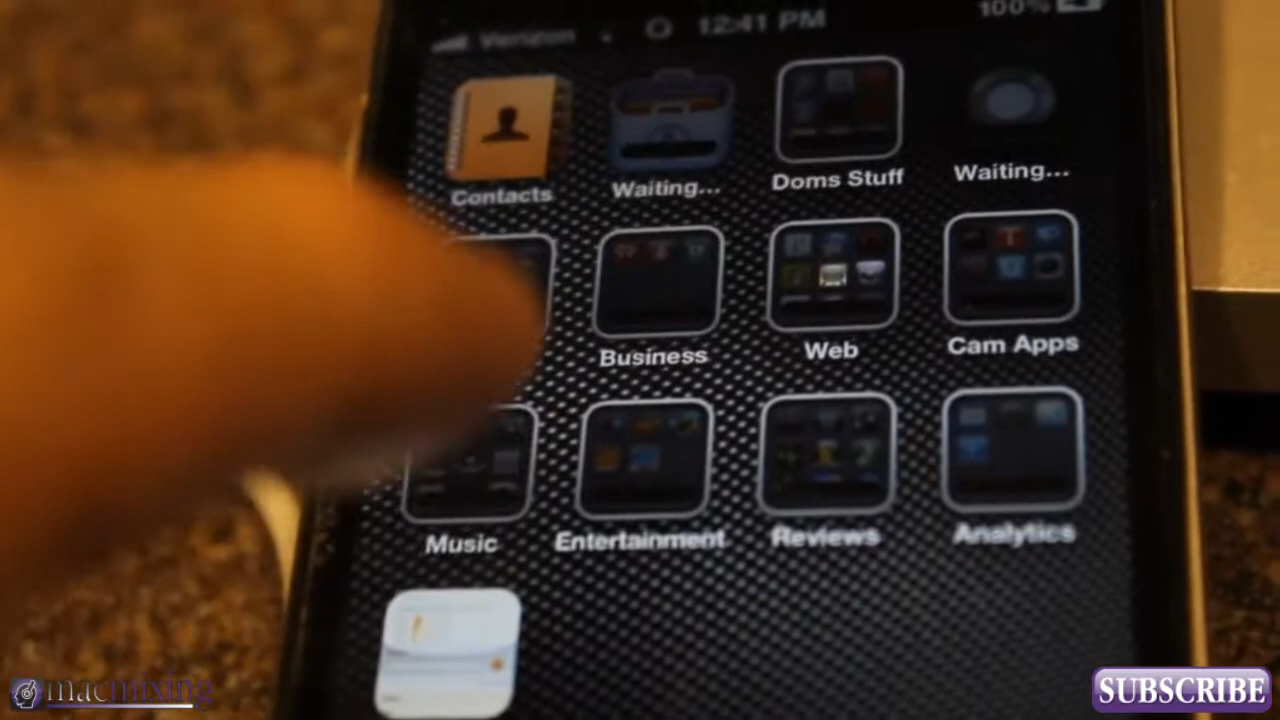 Verizon 12:41 PM 100%
Contacts Waiting... Doms Stuff Waiting...
Business Web Cam Apps
Music Entertainment Reviews Analytics
macmixing
SUBSCRIBE